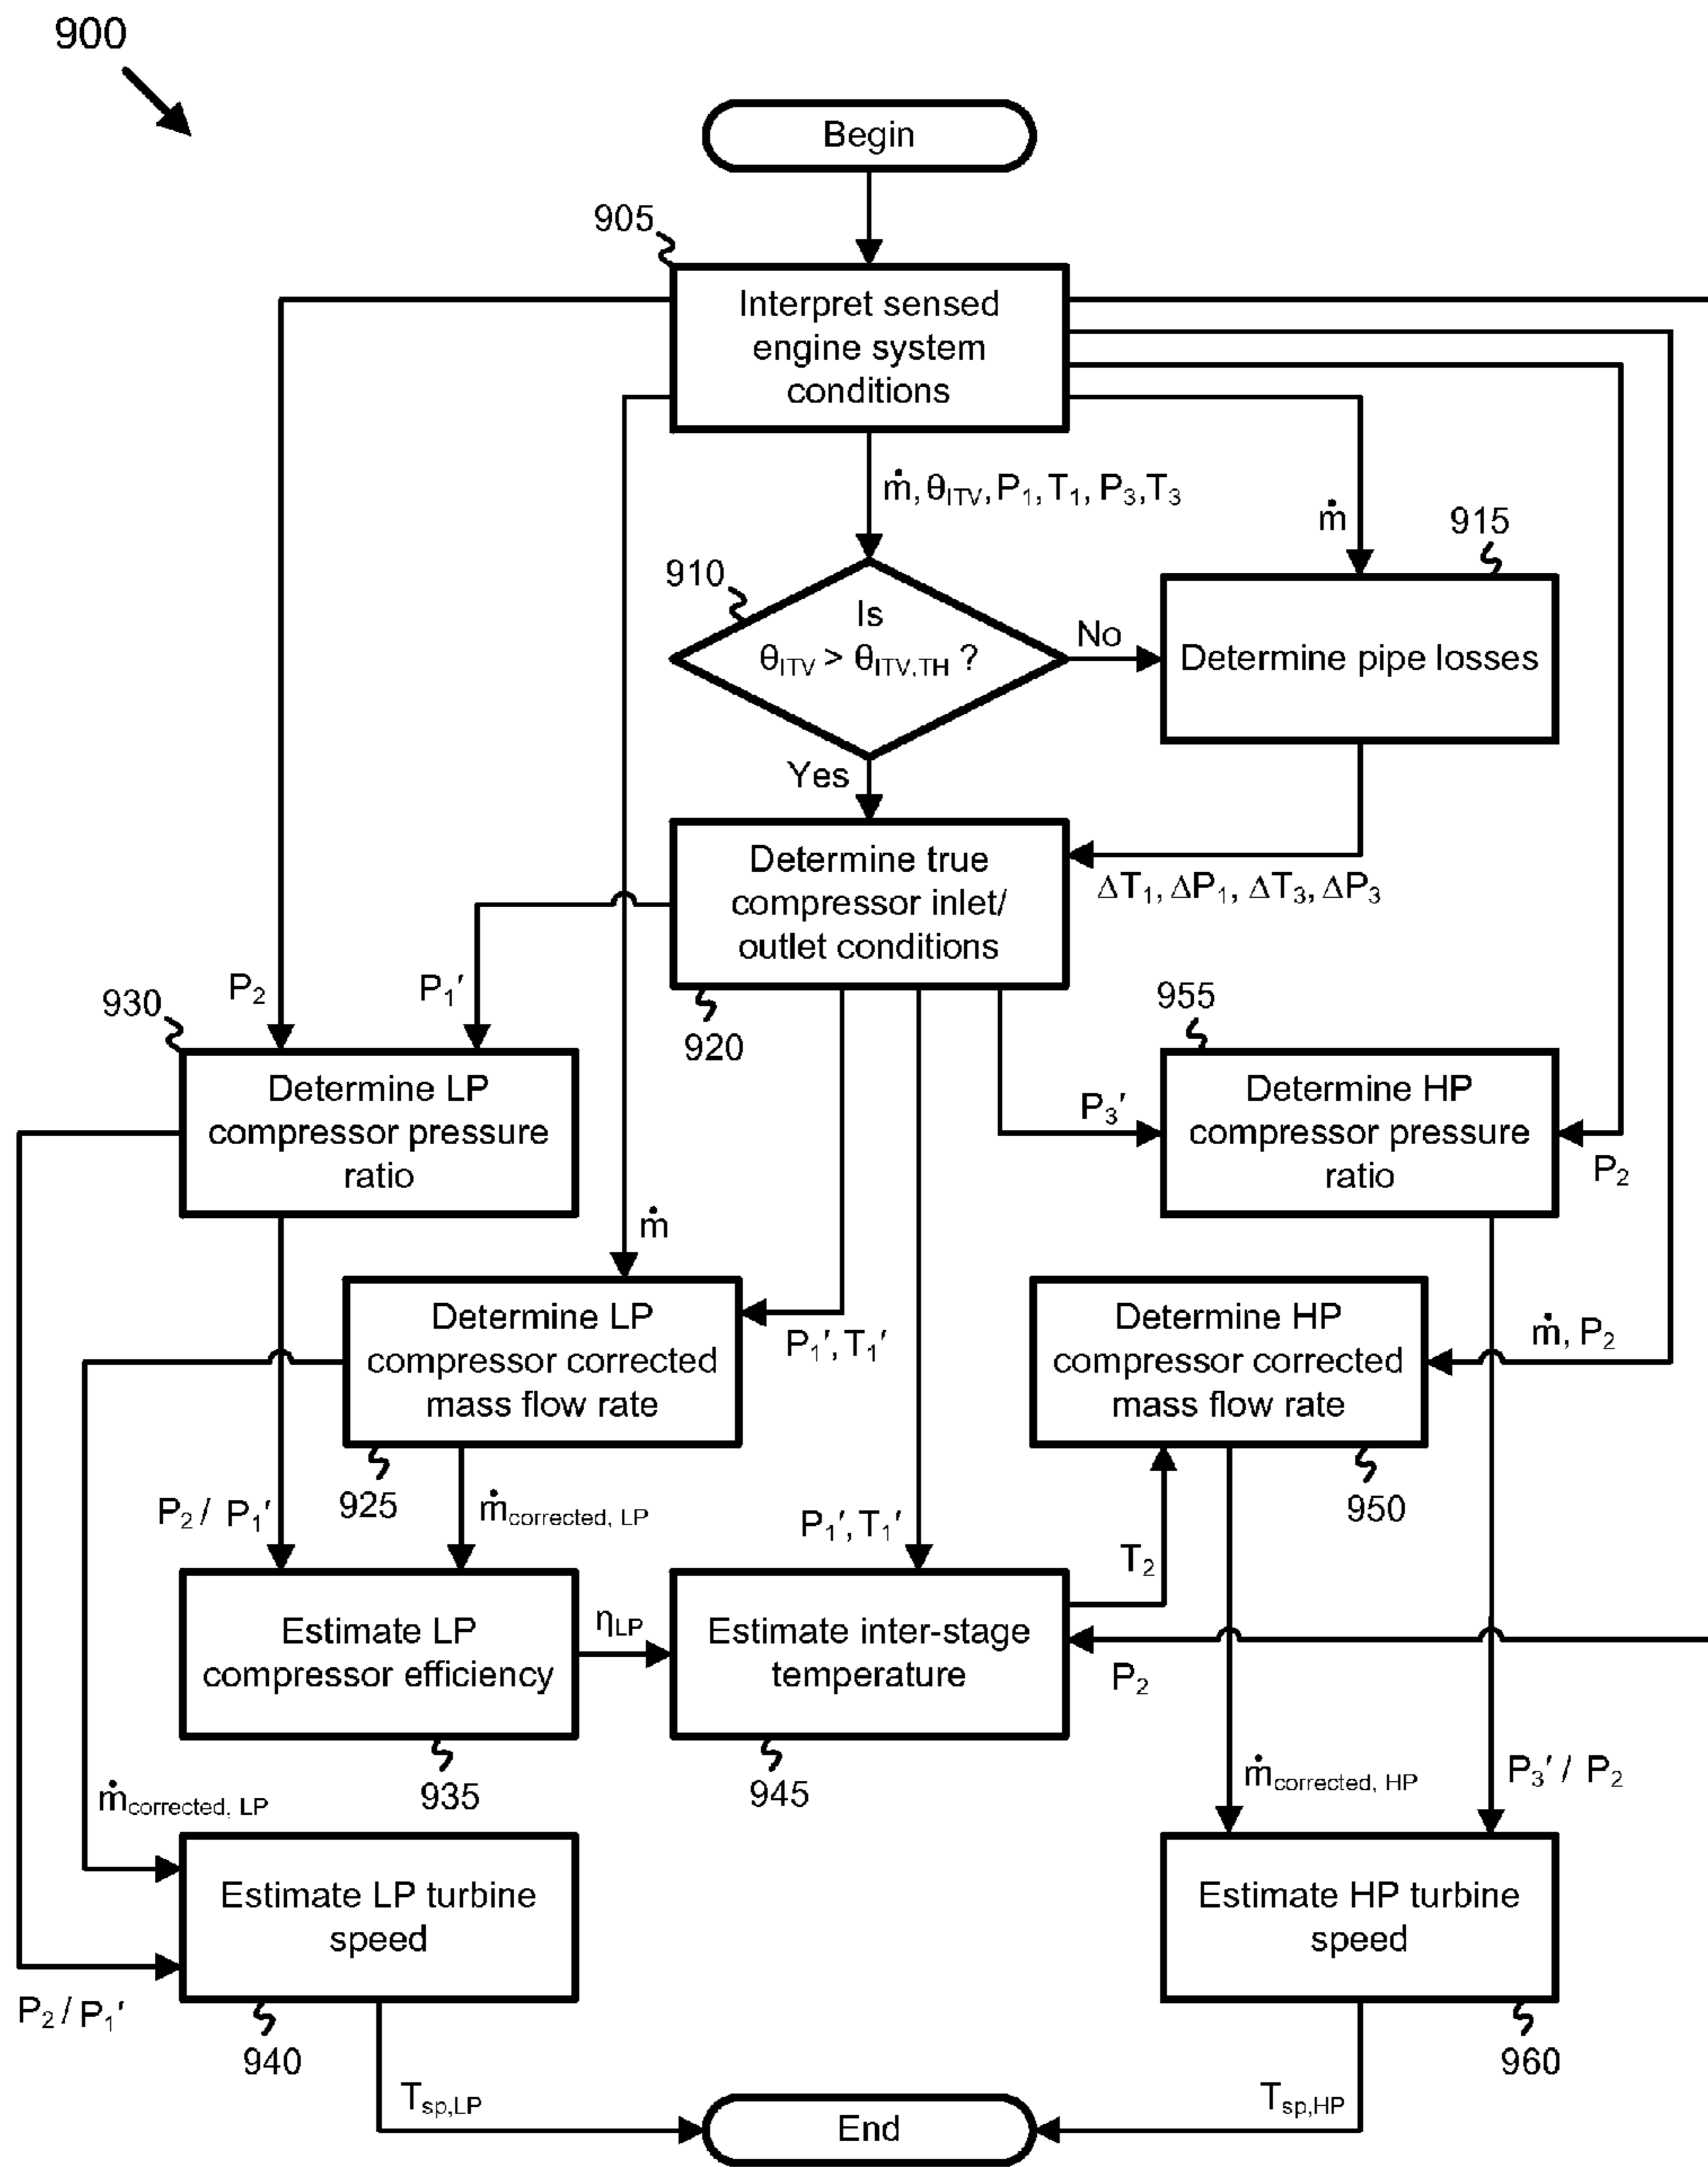 900
Begin
905
Interpret sensed
engine system
conditions
ṁ, θITV, P1, T1, P3, T3
ṁ
915
910
Is
θITV > θITV,TH ?
No
Determine pipe losses
Yes
Determine true
compressor inlet/
outlet conditions
ΔT1, ΔP1, ΔT3, ΔP3
P2
P1′
930
920
955
Determine LP
compressor pressure
ratio
P3′
Determine HP
compressor pressure
ratio
P2
ṁ
Determine LP
compressor corrected
mass flow rate
P1′, T1′
Determine HP
compressor corrected
mass flow rate
ṁ, P2
925
950
P2 / P1′
ṁcorrected, LP
P1′, T1′
T2
Estimate LP
compressor efficiency
ηLP
Estimate inter-stage
temperature
P2
935
945
ṁcorrected, LP
ṁcorrected, HP
P3′ / P2
Estimate LP turbine
speed
Estimate HP turbine
speed
P2 / P1′
940
960
Tsp,LP
Tsp,HP
End